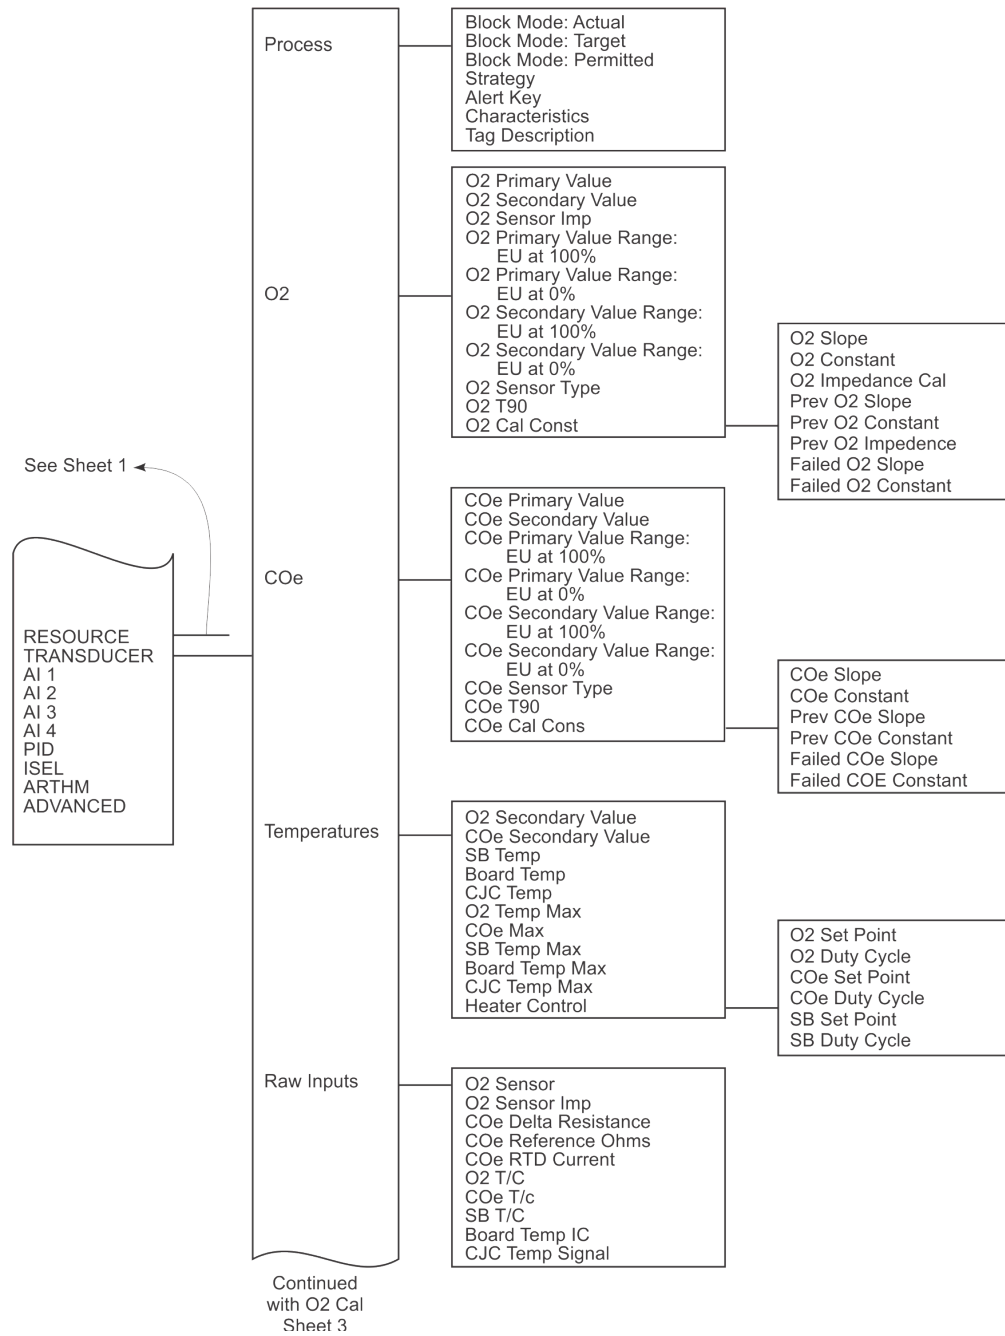 Process
Block Mode: Actual
Block Mode: Target
Block Mode: Permitted
Strategy
Alert Key
Characteristics
Tag Description
O2
O2 Primary Value
O2 Secondary Value
O2 Sensor Imp
O2 Primary Value Range:
EU at 100%
O2 Primary Value Range:
EU at 0%
O2 Secondary Value Range:
EU at 100%
O2 Secondary Value Range:
EU at 0%
O2 Sensor Type
O2 T90
O2 Cal Const
O2 Slope
O2 Constant
O2 Impedance Cal
Prev O2 Slope
Prev O2 Constant
Prev O2 Impedence
Failed O2 Slope
Failed O2 Constant
See Sheet 1
RESOURCE
TRANSDUCER
AI 1
AI 2
AI 3
AI 4
PID
ISEL
ARTHM
ADVANCED
COe
COe Primary Value
COe Secondary Value
COe Primary Value Range:
EU at 100%
COe Primary Value Range:
EU at 0%
COe Secondary Value Range:
EU at 100%
COe Secondary Value Range:
EU at 0%
COe Sensor Type
COe T90
COe Cal Cons
COe Slope
COe Constant
Prev COe Slope
Prev COe Constant
Failed COe Slope
Failed COE Constant
Temperatures
O2 Secondary Value
COe Secondary Value
SB Temp
Board Temp
CJC Temp
O2 Temp Max
COe Max
SB Temp Max
Board Temp Max
CJC Temp Max
Heater Control
O2 Set Point
O2 Duty Cycle
COe Set Point
COe Duty Cycle
SB Set Point
SB Duty Cycle
Raw Inputs
O2 Sensor
O2 Sensor Imp
COe Delta Resistance
COe Reference Ohms
COe RTD Current
O2 T/C
COe T/c
SB T/C
Board Temp IC
CJC Temp Signal
Continued
with O2 Cal
Sheet 3